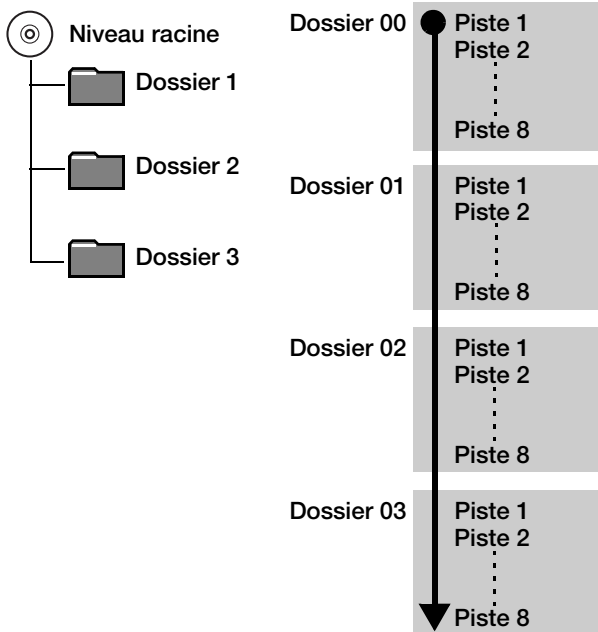 Niveau racine
Dossier 1
Dossier 2
Dossier 3
Dossier 00
Piste 1
Piste 2
Piste 8
Dossier 01
Piste 1
Piste 2
Piste 8
Dossier 02
Piste 1
Piste 2
Piste 8
Dossier 03
Piste 1
Piste 2
Piste 8